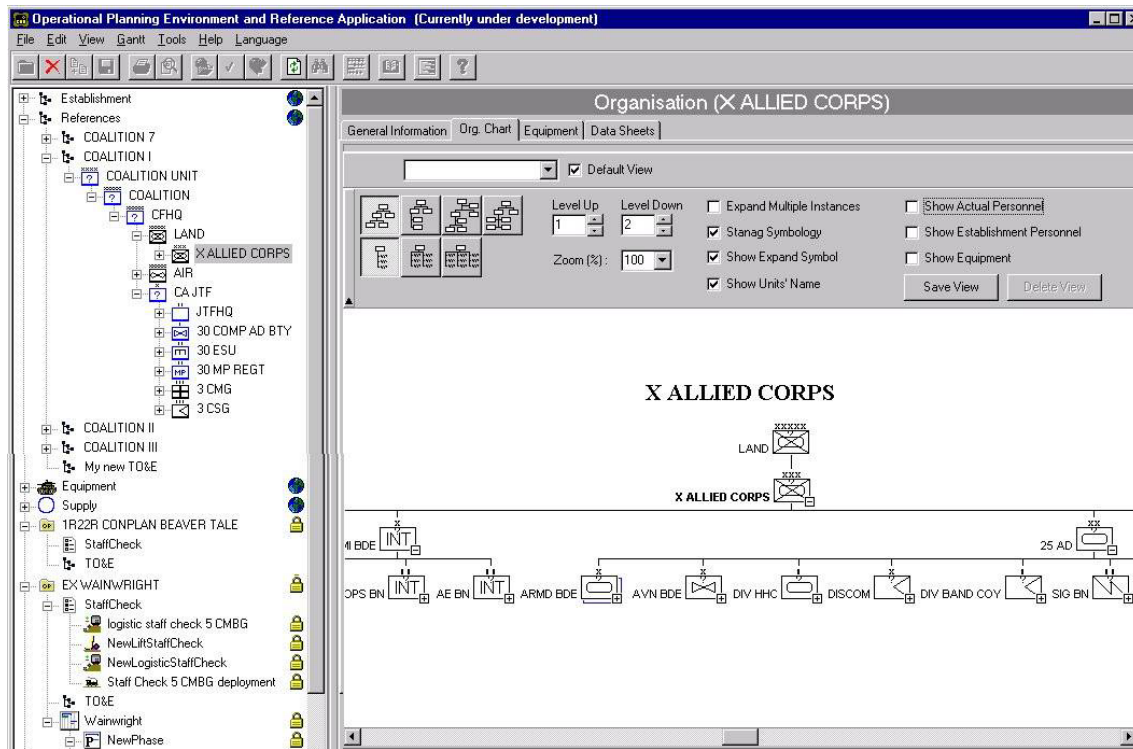 Operational Planning Environment and Reference Application (Currently under development)
File Edit View Gantt Tools Help Language
Establishment
References
COALITION 7
COALITION I
COALITION UNIT
COALITION
CFHQ
LAND
X ALLIED CORPS
AIR
CA JTF
JTFHQ
30 COMP AD BTY
30 ESU
30 MP REGT
3 CMG
3 CSG
COALITION II
COALITION III
My new TO&E
Equipment
Supply
1R22R CONPLAN BEAVER TALE
StaffCheck
TO&E
EX WAINWRIGHT
StaffCheck
logistic staff check 5 CMBG
NewLiftStaffCheck
NewLogisticStaffCheck
Staff Check 5 CMBG deployment
TO&E
Wainwright
NewPhase
Organisation (X ALLIED CORPS)
General Information Org. Chart Equipment Data Sheets
Default View
Level Up Level Down
1 2
Zoom (%) : 100
Expand Multiple Instances
Stanag Symbology
Show Expand Symbol
Show Units' Name
Show Actual Personnel
Show Establishment Personnel
Show Equipment
Save View Delete View
X ALLIED CORPS
XXXXX
LAND
XXX
X ALLIED CORPS
X XX
MI BDE INT 25 AD
OPS BN INT AE BN INT ARMD BDE AVN BDE DIV HHC DISCOM DIV BAND COY SIG BN